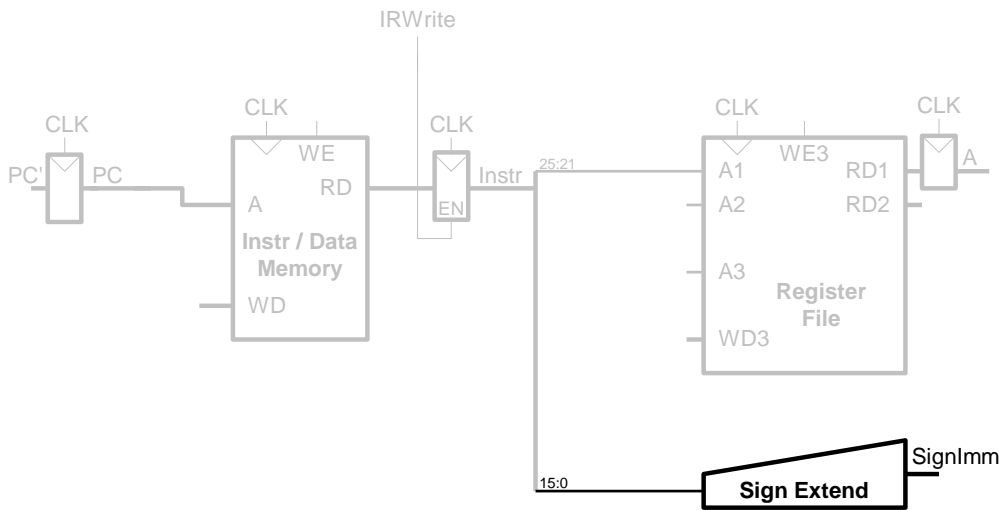 IRWrite
CLK
CLK
CLK
CLK
CLK
PC'
PC
WE
RD
A
Instr / Data
Memory
WD
EN
Instr
25:21
A1
WE3
RD1
A
A2
RD2
A3
Register
File
WD3
15:0
Sign Extend
SignImm